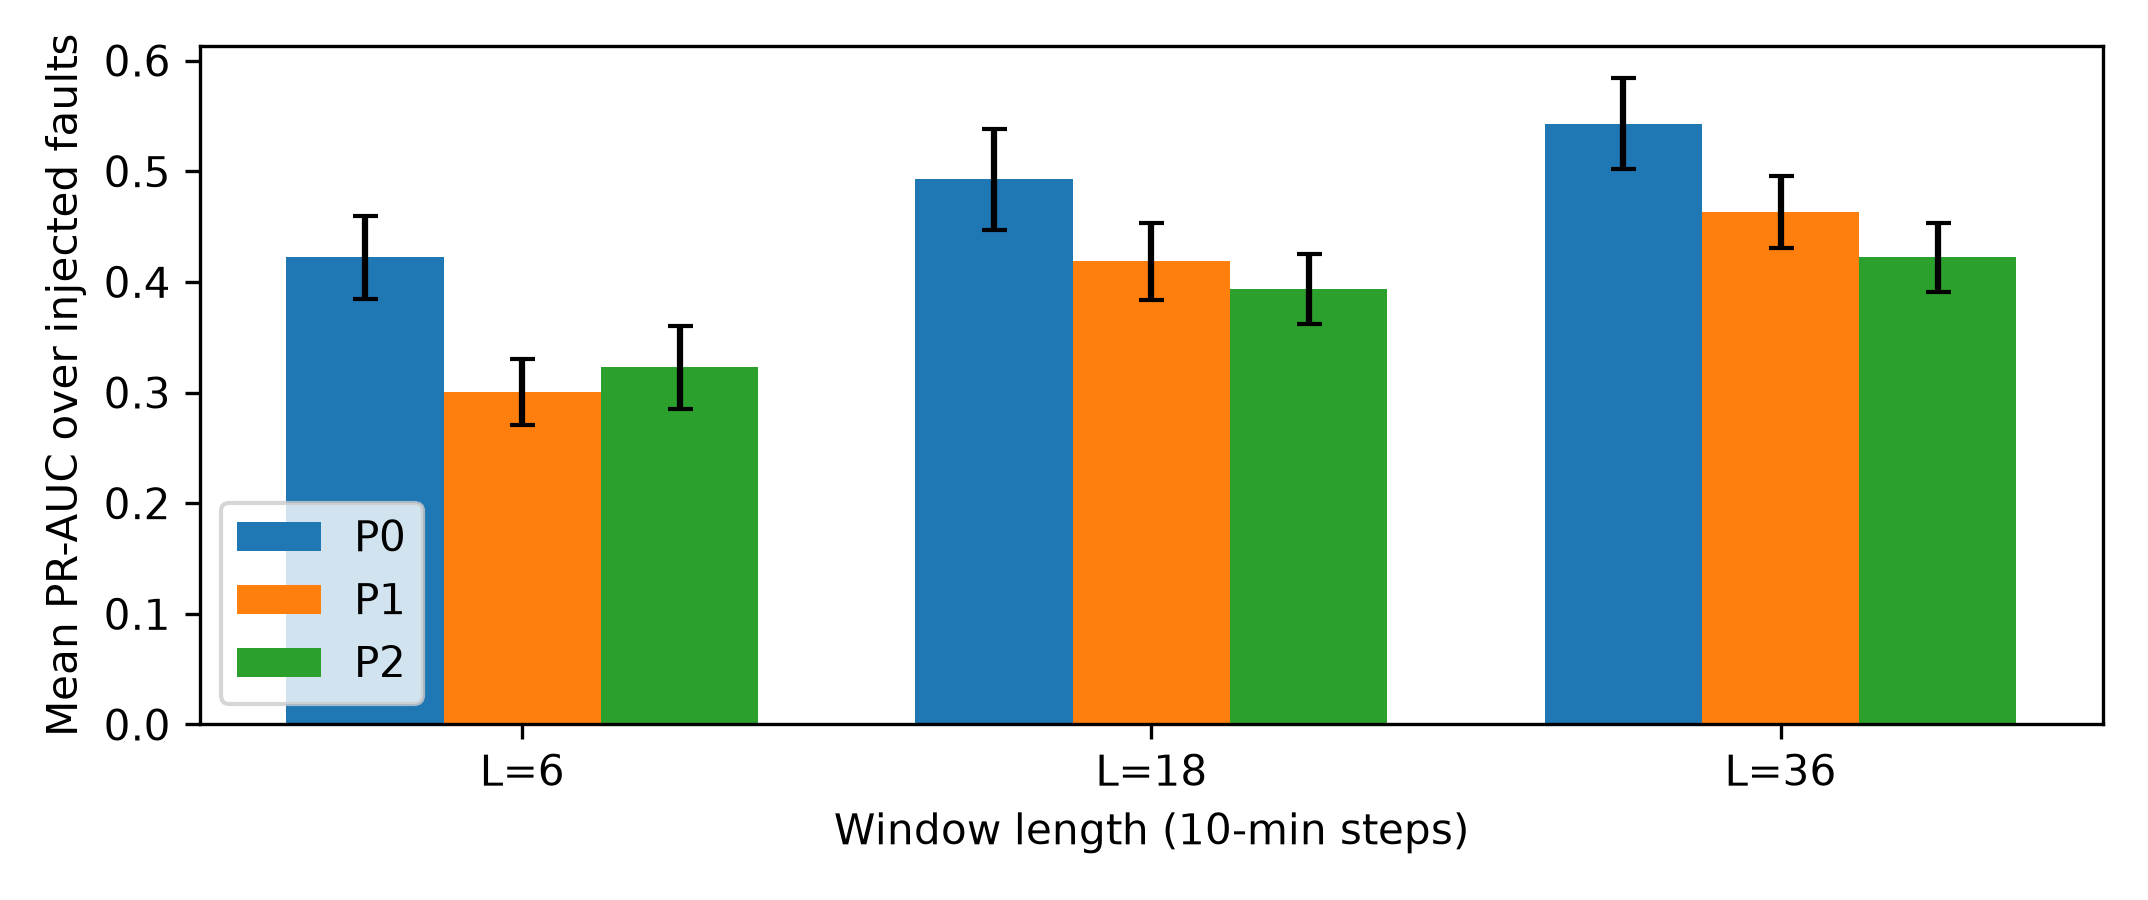 Mean PR-AUC over injected faults
0.6
0.5
0.4
0.3
0.2
0.1
0.0
P0
P1
P2
L=6
L=18
L=36
Window length (10-min steps)